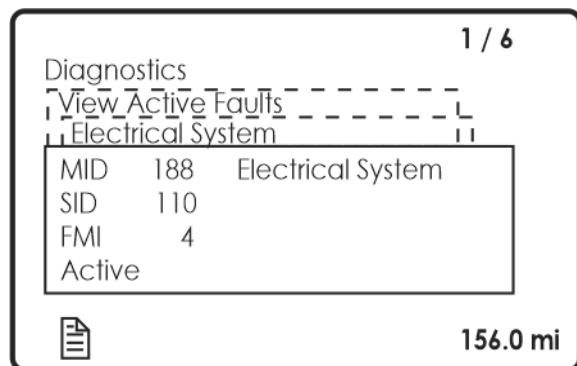 1 / 6
Diagnostics
View Active Faults
Electrical System
MID 188 Electrical System
SID 110
FMI 4
Active
156.0 mi